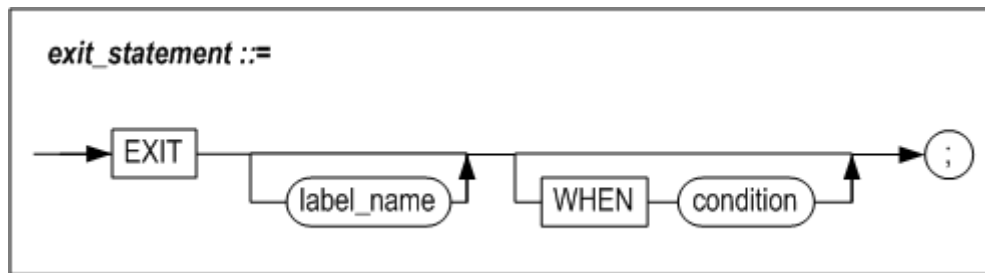 exit_statement ::=
EXIT label_name WHEN condition ;